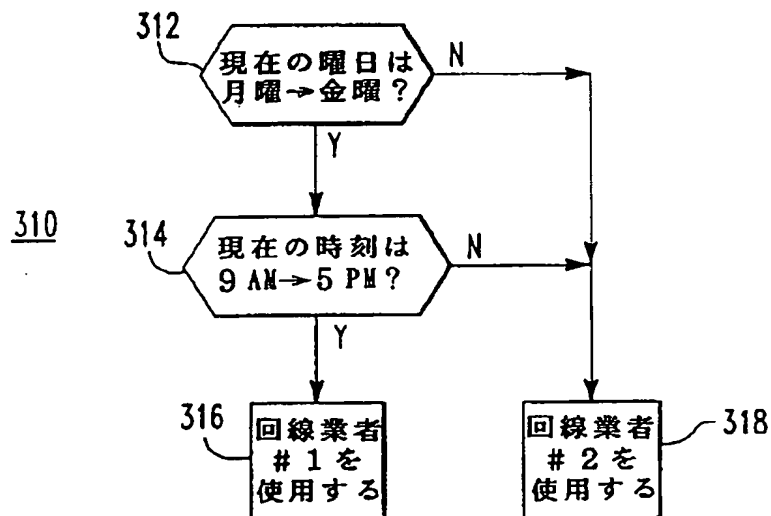 312
現在の曜日は
月曜→金曜?
N
Y
310
314
現在の時刻は
9 AM→5 PM?
N
Y
316
回線業者
#1を
使用する
回線業者
#2を
使用する
318